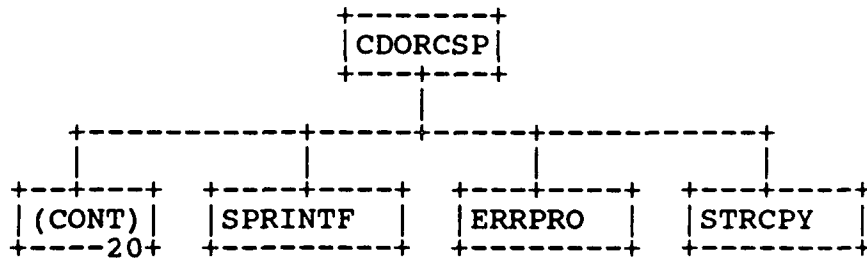 CDORCSP
(CONT) SPRINTF ERRPRO STRCPY
20